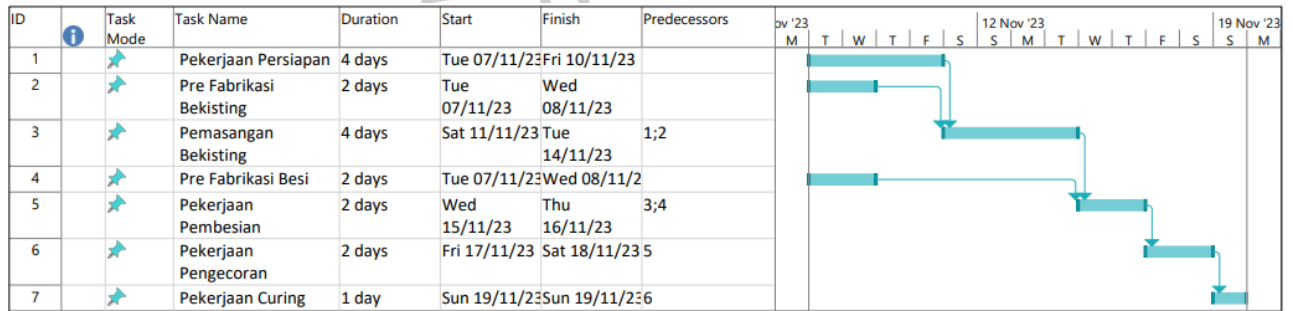 ID Task Mode Task Name Duration Start Finish Predecessors
ov '23 12 Nov '23 19 Nov '23
M T W T F S S M T W T F S S M
1 Pekerjaan Persiapan 4 days Tue 07/11/23 Fri 10/11/23
2 Pre Fabrikasi Bekisting 2 days Tue 07/11/23 Wed 08/11/23
3 Pemasangan Bekisting 4 days Sat 11/11/23 Tue 14/11/23 1;2
4 Pre Fabrikasi Besi 2 days Tue 07/11/23 Wed 08/11/2
5 Pekerjaan Pembesian 2 days Wed 15/11/23 Thu 16/11/23 3;4
6 Pekerjaan Pengecoran 2 days Fri 17/11/23 Sat 18/11/23 5
7 Pekerjaan Curing 1 day Sun 19/11/23 Sun 19/11/23 6